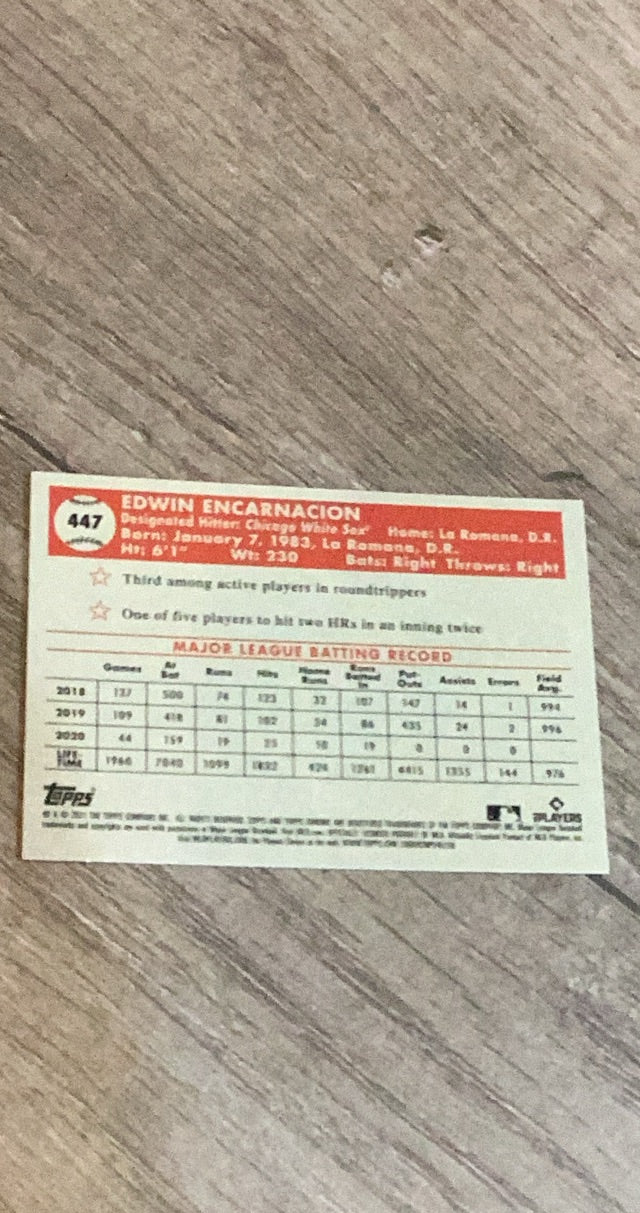 447
EDWIN ENCARNACION
Designated Hitter: Chicago White Sox® Home: La Romana, D.R.
Born: January 7, 1983, La Romana, D.R.
Ht: 6'1" Wt: 230 Bats: Right Throws: Right
Third among active players in roundtrippers
One of five players to hit two HRs in an inning twice
MAJOR LEAGUE BATTING RECORD
Games At Bat Runs Hits Home Runs Runs Batted In Put-Outs Assists Errors Field Avg.
2018 137 500 74 123 32 107 147 14 1 994
2019 109 418 81 102 34 86 435 24 2 996
2020 44 159 19 25 10 19 0 0 0
LIFE-TIME 1960 7040 1099 1832 424 1261 6415 1355 144 976
Topps
PLAYERS